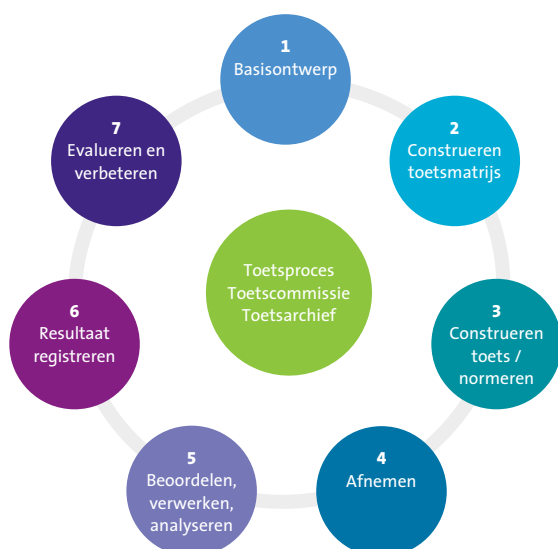 1
Basisontwerp
2
Construeren
toetsmatrijs
3
Construeren
toets /
normeren
4
Afnemen
5
Beoordelen,
verwerken,
analyseren
6
Resultaat
registreren
7
Evalueren en
verbeteren
Toetsproces
Toetscommissie
Toetsarchief